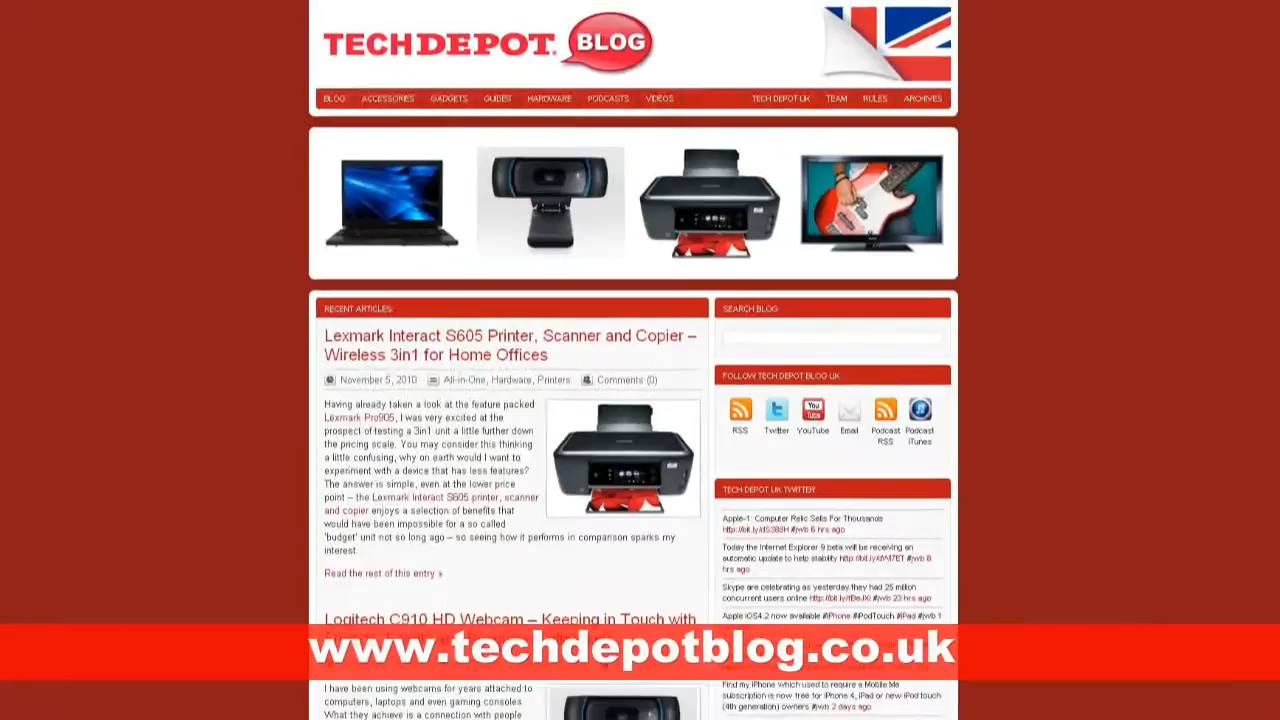 TECH DEPOT. BLOG
BLOG ACCESSORIES GADGETS GUIDES HARDWARE PODCASTS VIDEOS TECH DEPOT UK TEAM RULES ARCHIVES
RECENT ARTICLES
Lexmark Interact S605 Printer, Scanner and Copier –
Wireless 3in1 for Home Offices
November 5, 2010 All-in-One, Hardware, Printers Comments (0)
Having already taken a look at the feature packed
Lexmark Pro905, I was very excited at the
prospect of testing a 3in1 unit a little further down
the pricing scale. You may consider this thinking
a little confusing, why on earth would I want to
experiment with a device that has less features?
The answer is simple, even at the lower price
point – the Lexmark Interact S605 printer, scanner
and copier enjoys a selection of benefits that
would have been impossible for a so called
'budget' unit not so long ago – so seeing how it performs in comparison sparks my
interest.
Read the rest of this entry »
Logitech C910 HD Webcam – Keeping in Touch with
I have been using webcams for years attached to
computers, laptops and even gaming consoles
What they achieve is a connection with people
SEARCH BLOG
FOLLOW TECH DEPOT BLOG UK
You
Tube
RSS Twitter YouTube Email Podcast RSS Podcast iTunes
TECH DEPOT UK TWITTER
Apple-1: Computer Relic Sells For Thousands
#jwb 6 hrs ago
Today the Internet Explorer 9 beta will be receiving an
automatic update to help stability #jwb 8
hrs ago
Skype are celebrating as yesterday they had 25 million
concurrent users online #jwb 23 hrs ago
Apple iOS4.2 now available #iPhone #iPodTouch #iPad #jwb 1
Find my iPhone which used to require a Mobile Me
subscription is now free for iPhone 4, iPad or new iPod touch
(4th generation) owners #jwb 2 days ago
www.techdepotblog.co.uk